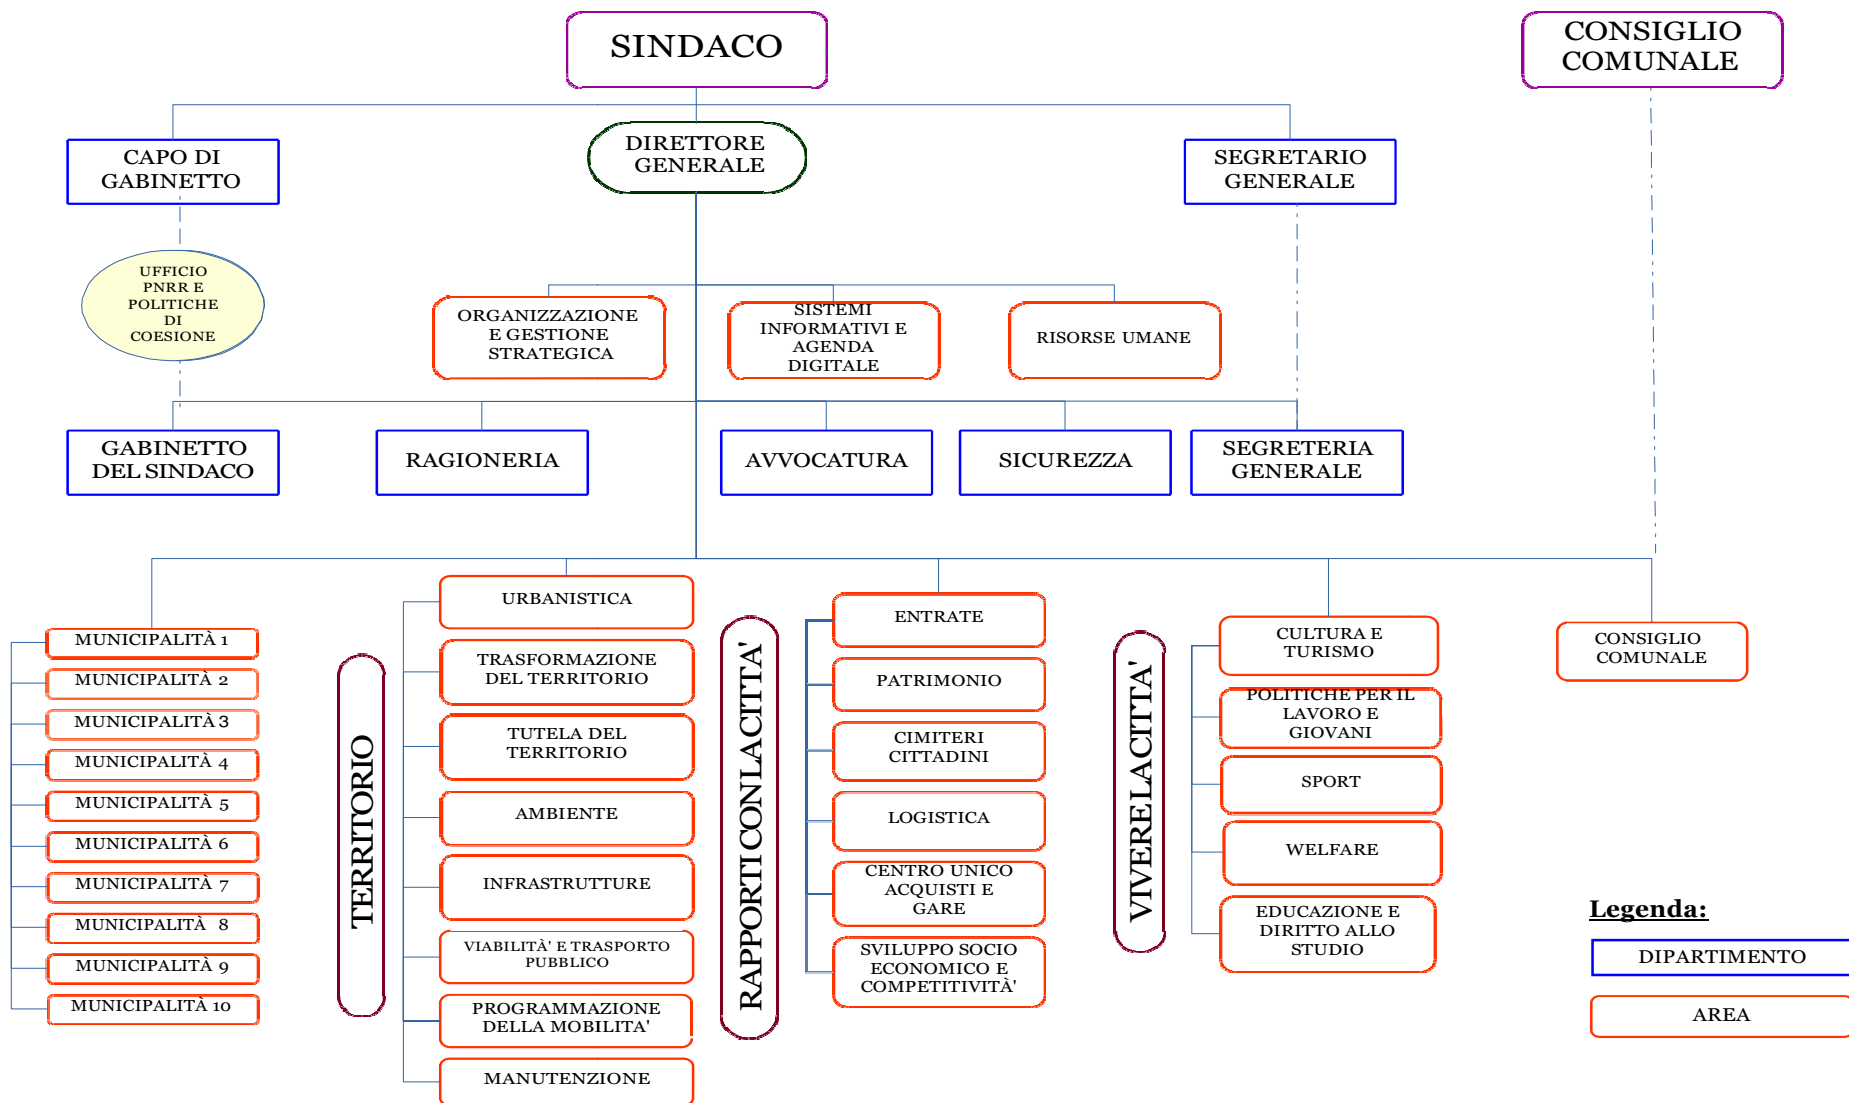 SINDACO
CONSIGLIO
COMUNALE
CAPO DI
GABINETTO
DIRETTORE
GENERALE
SEGRETARIO
GENERALE
UFFICIO
PNRR E
POLITICHE
DI
COESIONE
ORGANIZZAZIONE
E GESTIONE
STRATEGICA
SISTEMI
INFORMATIVI E
AGENDA
DIGITALE
RISORSE UMANE
GABINETTO
DEL SINDACO
RAGIONERIA
AVVOCATURA
SICUREZZA
SEGRETERIA
GENERALE
MUNICIPALITÀ 1
MUNICIPALITÀ 2
MUNICIPALITÀ 3
MUNICIPALITÀ 4
MUNICIPALITÀ 5
MUNICIPALITÀ 6
MUNICIPALITÀ 7
MUNICIPALITÀ 8
MUNICIPALITÀ 9
MUNICIPALITÀ 10
TERRITORIO
URBANISTICA
TRASFORMAZIONE
DEL TERRITORIO
TUTELA DEL
TERRITORIO
AMBIENTE
INFRASTRUTTURE
VIABILITÀ' E TRASPORTO
PUBBLICO
PROGRAMMAZIONE
DELLA MOBILITA'
MANUTENZIONE
RAPPORTI CON LA CITTA'
ENTRATE
PATRIMONIO
CIMITERI
CITTADINI
LOGISTICA
CENTRO UNICO
ACQUISTI E
GARE
SVILUPPO SOCIO
ECONOMICO E
COMPETITIVITÀ'
VIVERE LA CITTA'
CULTURA E
TURISMO
POLITICHE PER IL
LAVORO E
GIOVANI
SPORT
WELFARE
EDUCAZIONE E
DIRITTO ALLO
STUDIO
CONSIGLIO
COMUNALE
Legenda:
DIPARTIMENTO
AREA